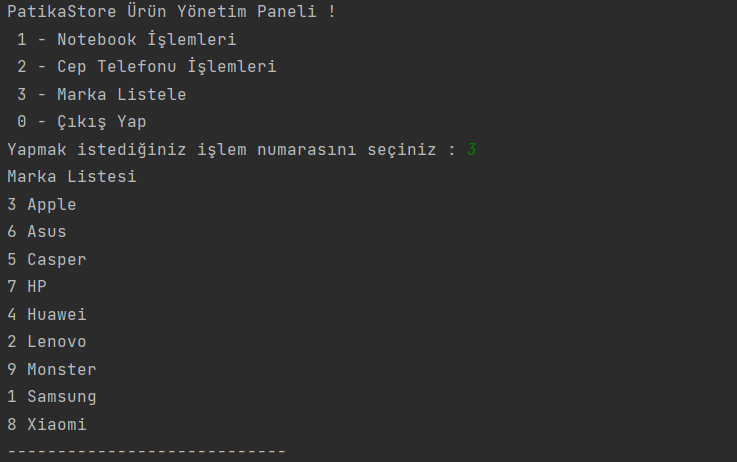 PatikaStore Ürün Yönetim Paneli !
1 - Notebook İşlemleri
2 - Cep Telefonu İşlemleri
3 - Marka Listele
0 - Çıkış Yap
Yapmak istediğiniz işlem numarasını seçiniz : 3
Marka Listesi
3 Apple
6 Asus
5 Casper
7 HP
4 Huawei
2 Lenovo
9 Monster
1 Samsung
8 Xiaomi
----------------------------